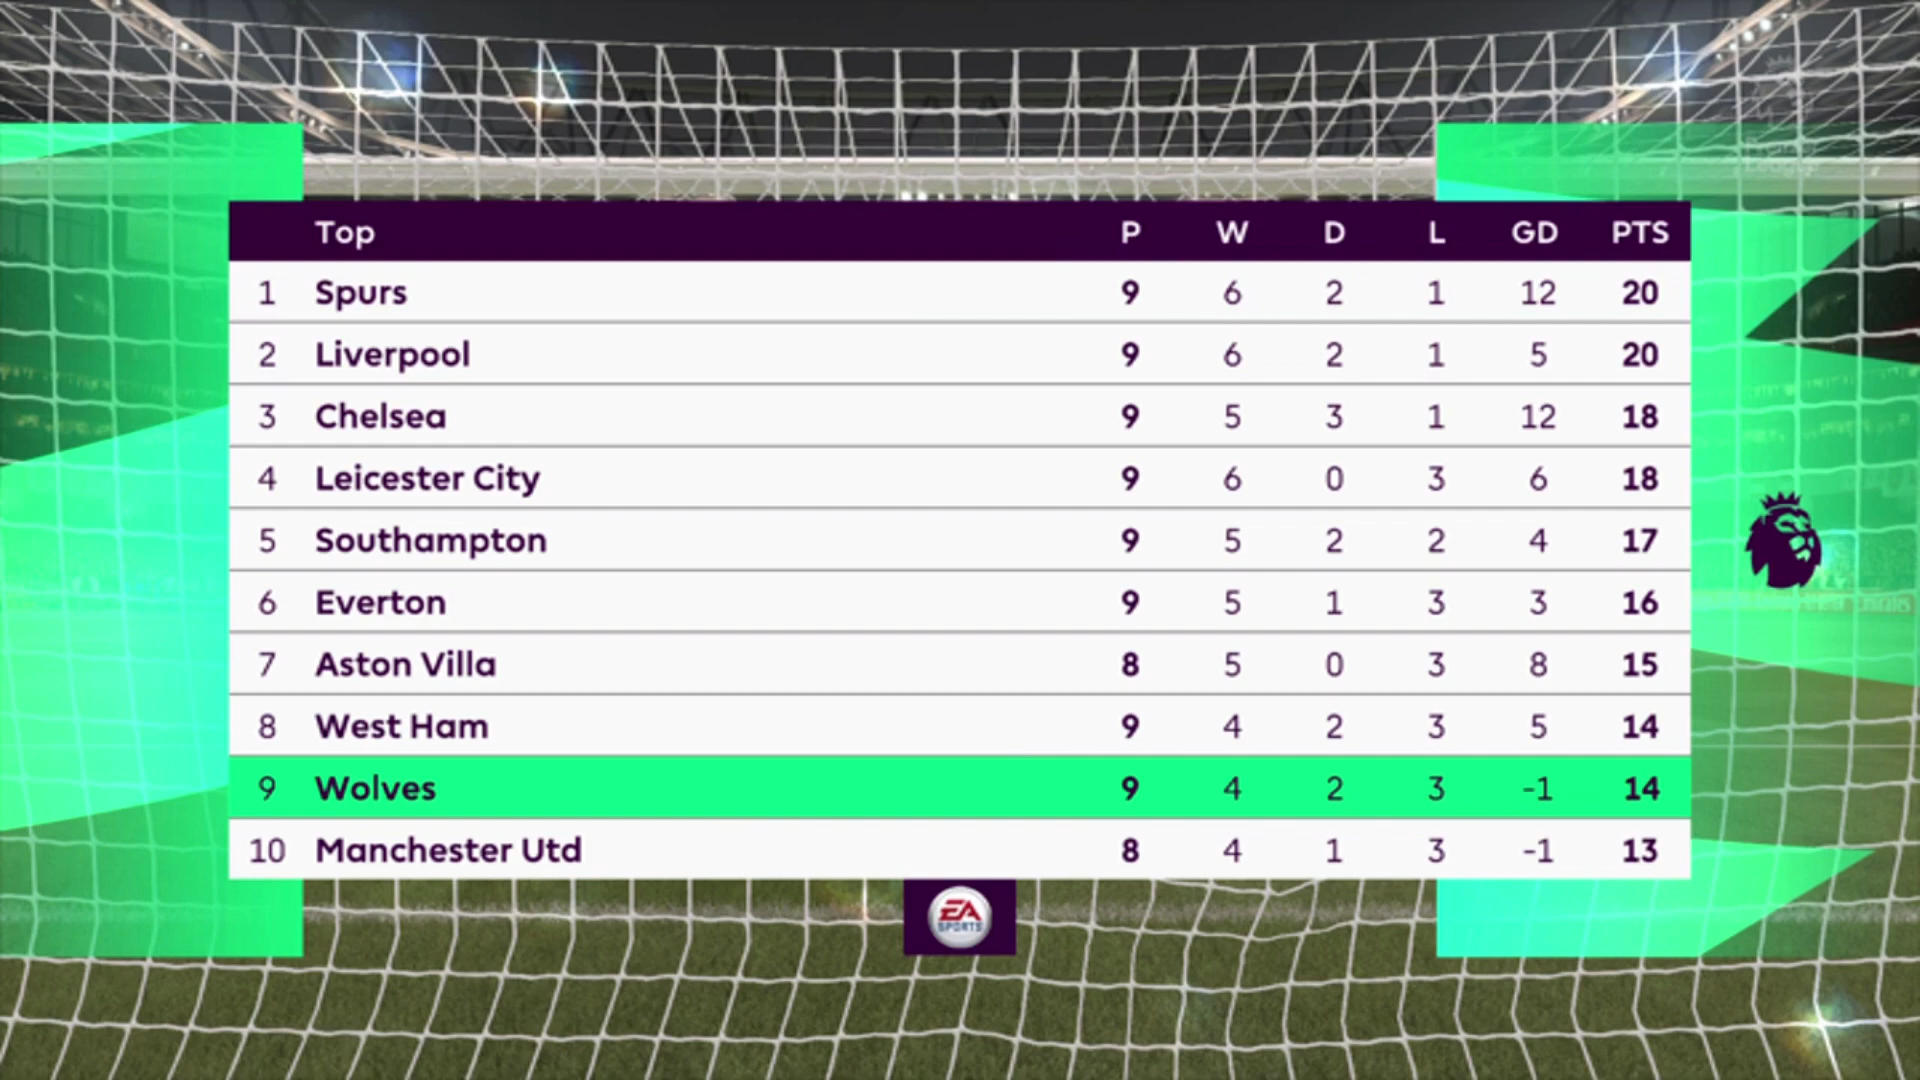 Top P W D L GD PTS
1 Spurs 9 6 2 1 12 20
2 Liverpool 9 6 2 1 5 20
3 Chelsea 9 5 3 1 12 18
4 Leicester City 9 6 0 3 6 18
5 Southampton 9 5 2 2 4 17
6 Everton 9 5 1 3 3 16
7 Aston Villa 8 5 0 3 8 15
8 West Ham 9 4 2 3 5 14
9 Wolves 9 4 2 3 -1 14
10 Manchester Utd 8 4 1 3 -1 13
EA
SPORTS